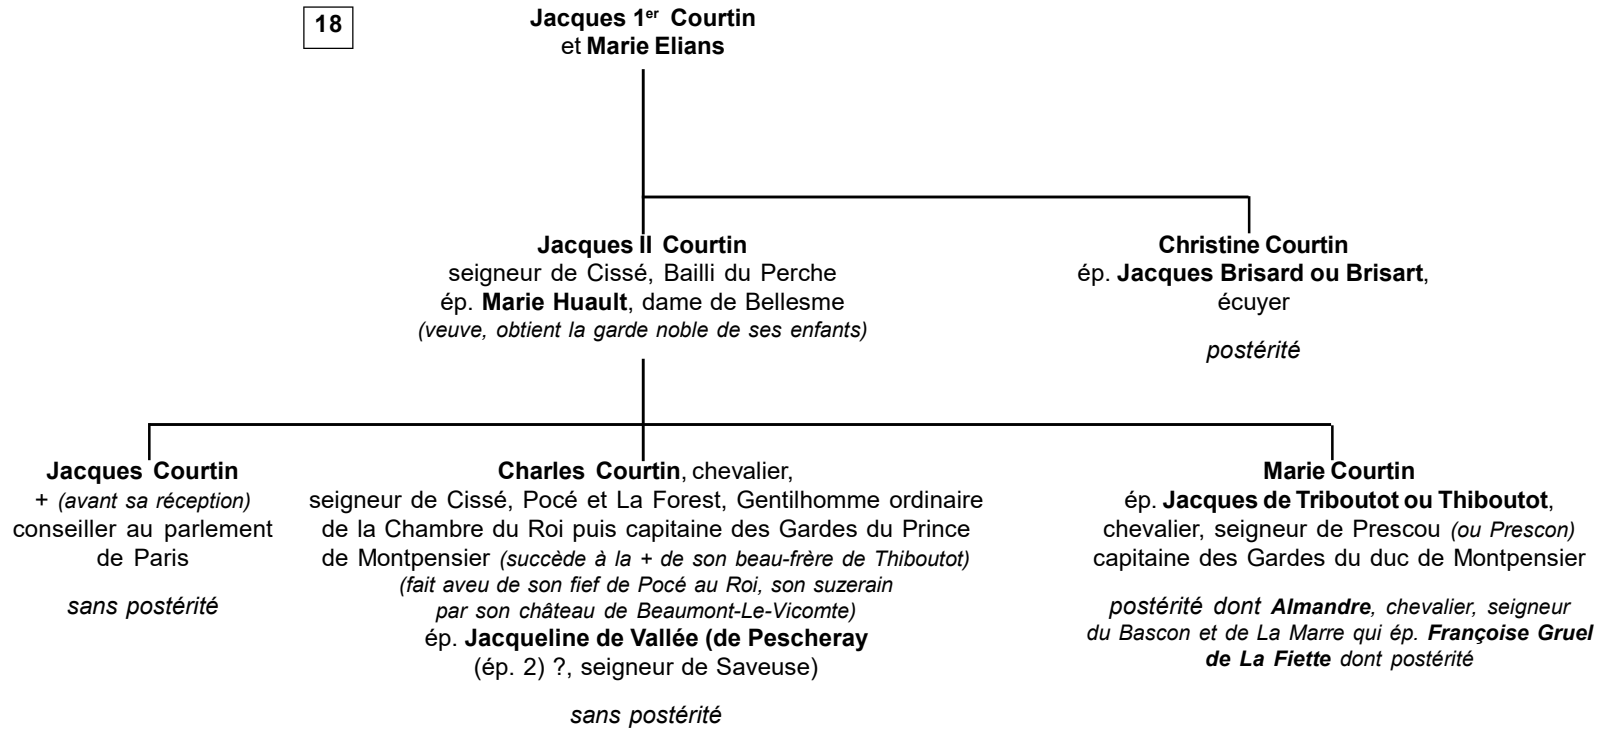 18
Jacques 1er Courtin
et Marie Elians
Jacques II Courtin
seigneur de Cissé, Bailli du Perche
ép. Marie Huault, dame de Bellesme
(veuve, obtient la garde noble de ses enfants)
Christine Courtin
ép. Jacques Brisard ou Brisart,
écuyer
postérité
Jacques Courtin
+ (avant sa réception)
conseiller au parlement
de Paris
sans postérité
Charles Courtin, chevalier,
seigneur de Cissé, Pocé et La Forest, Gentilhomme ordinaire
de la Chambre du Roi puis capitaine des Gardes du Prince
de Montpensier (succède à la + de son beau-frère de Thiboutot)
(fait aveu de son fief de Pocé au Roi, son suzerain
par son château de Beaumont-Le-Vicomte)
ép. Jacqueline de Vallée (de Pescheray
(ép. 2) ?, seigneur de Saveuse)
sans postérité
Marie Courtin
ép. Jacques de Triboutot ou Thiboutot,
chevalier, seigneur de Prescou (ou Prescon)
capitaine des Gardes du duc de Montpensier
postérité dont Almandre, chevalier, seigneur
du Bascon et de La Marre qui ép. Françoise Gruel
de La Fiette dont postérité